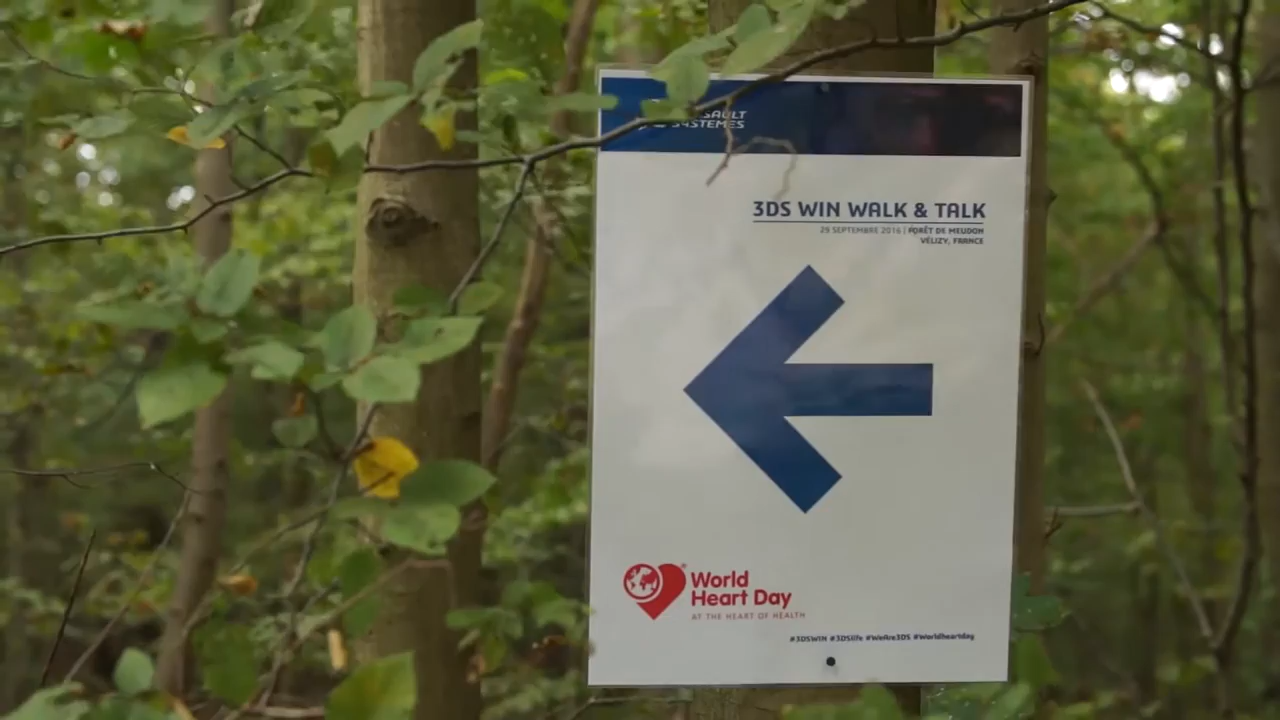 SYSTEMES
3DS WIN WALK & TALK
29 SEPTEMBRE 2016 | FORÊT DE MEUDON
VÉLIZY, FRANCE
World
Heart Day
AT THE HEART OF HEALTH
#3DSWIN #3DSlife #WeAre3DS #Worldheartday